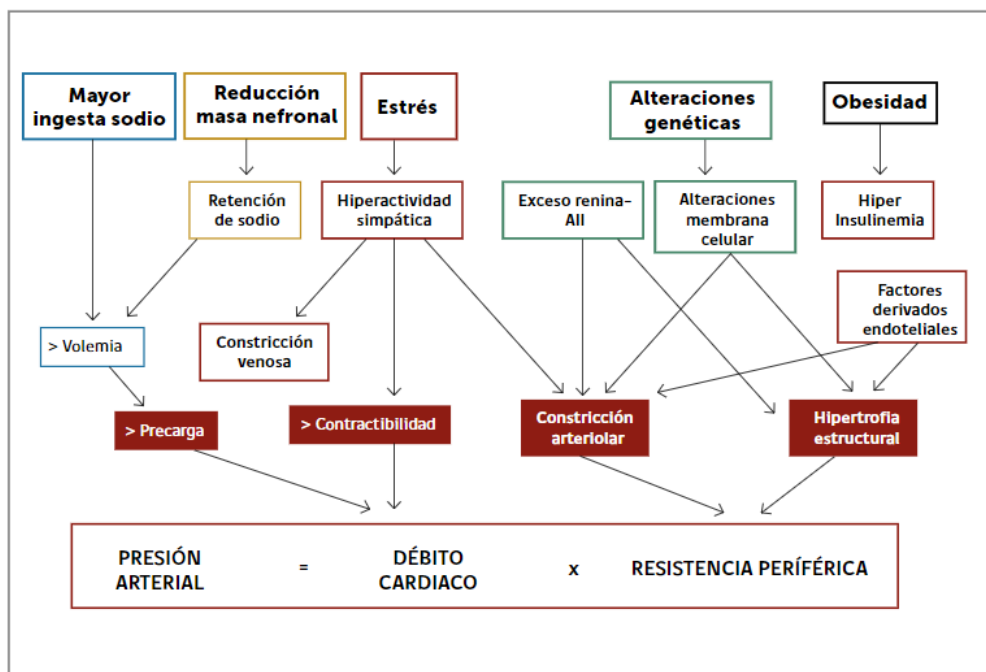 Mayor
ingesta sodio
Reducción
masa nefronal
Estrés
Alteraciones
genéticas
Obesidad
Retención
de sodio
Hiperactividad
simpática
Exceso renina-
AII
Alteraciones
membrana
celular
Hiper
Insulinemia
> Volemia
Constricción
venosa
Factores
derivados
endoteliales
> Precarga
> Contractibilidad
Constricción
arteriolar
Hipertrofia
estructural
PRESIÓN
ARTERIAL
=
DÉBITO
CARDIACO
x
RESISTENCIA PERÍFÉRICA